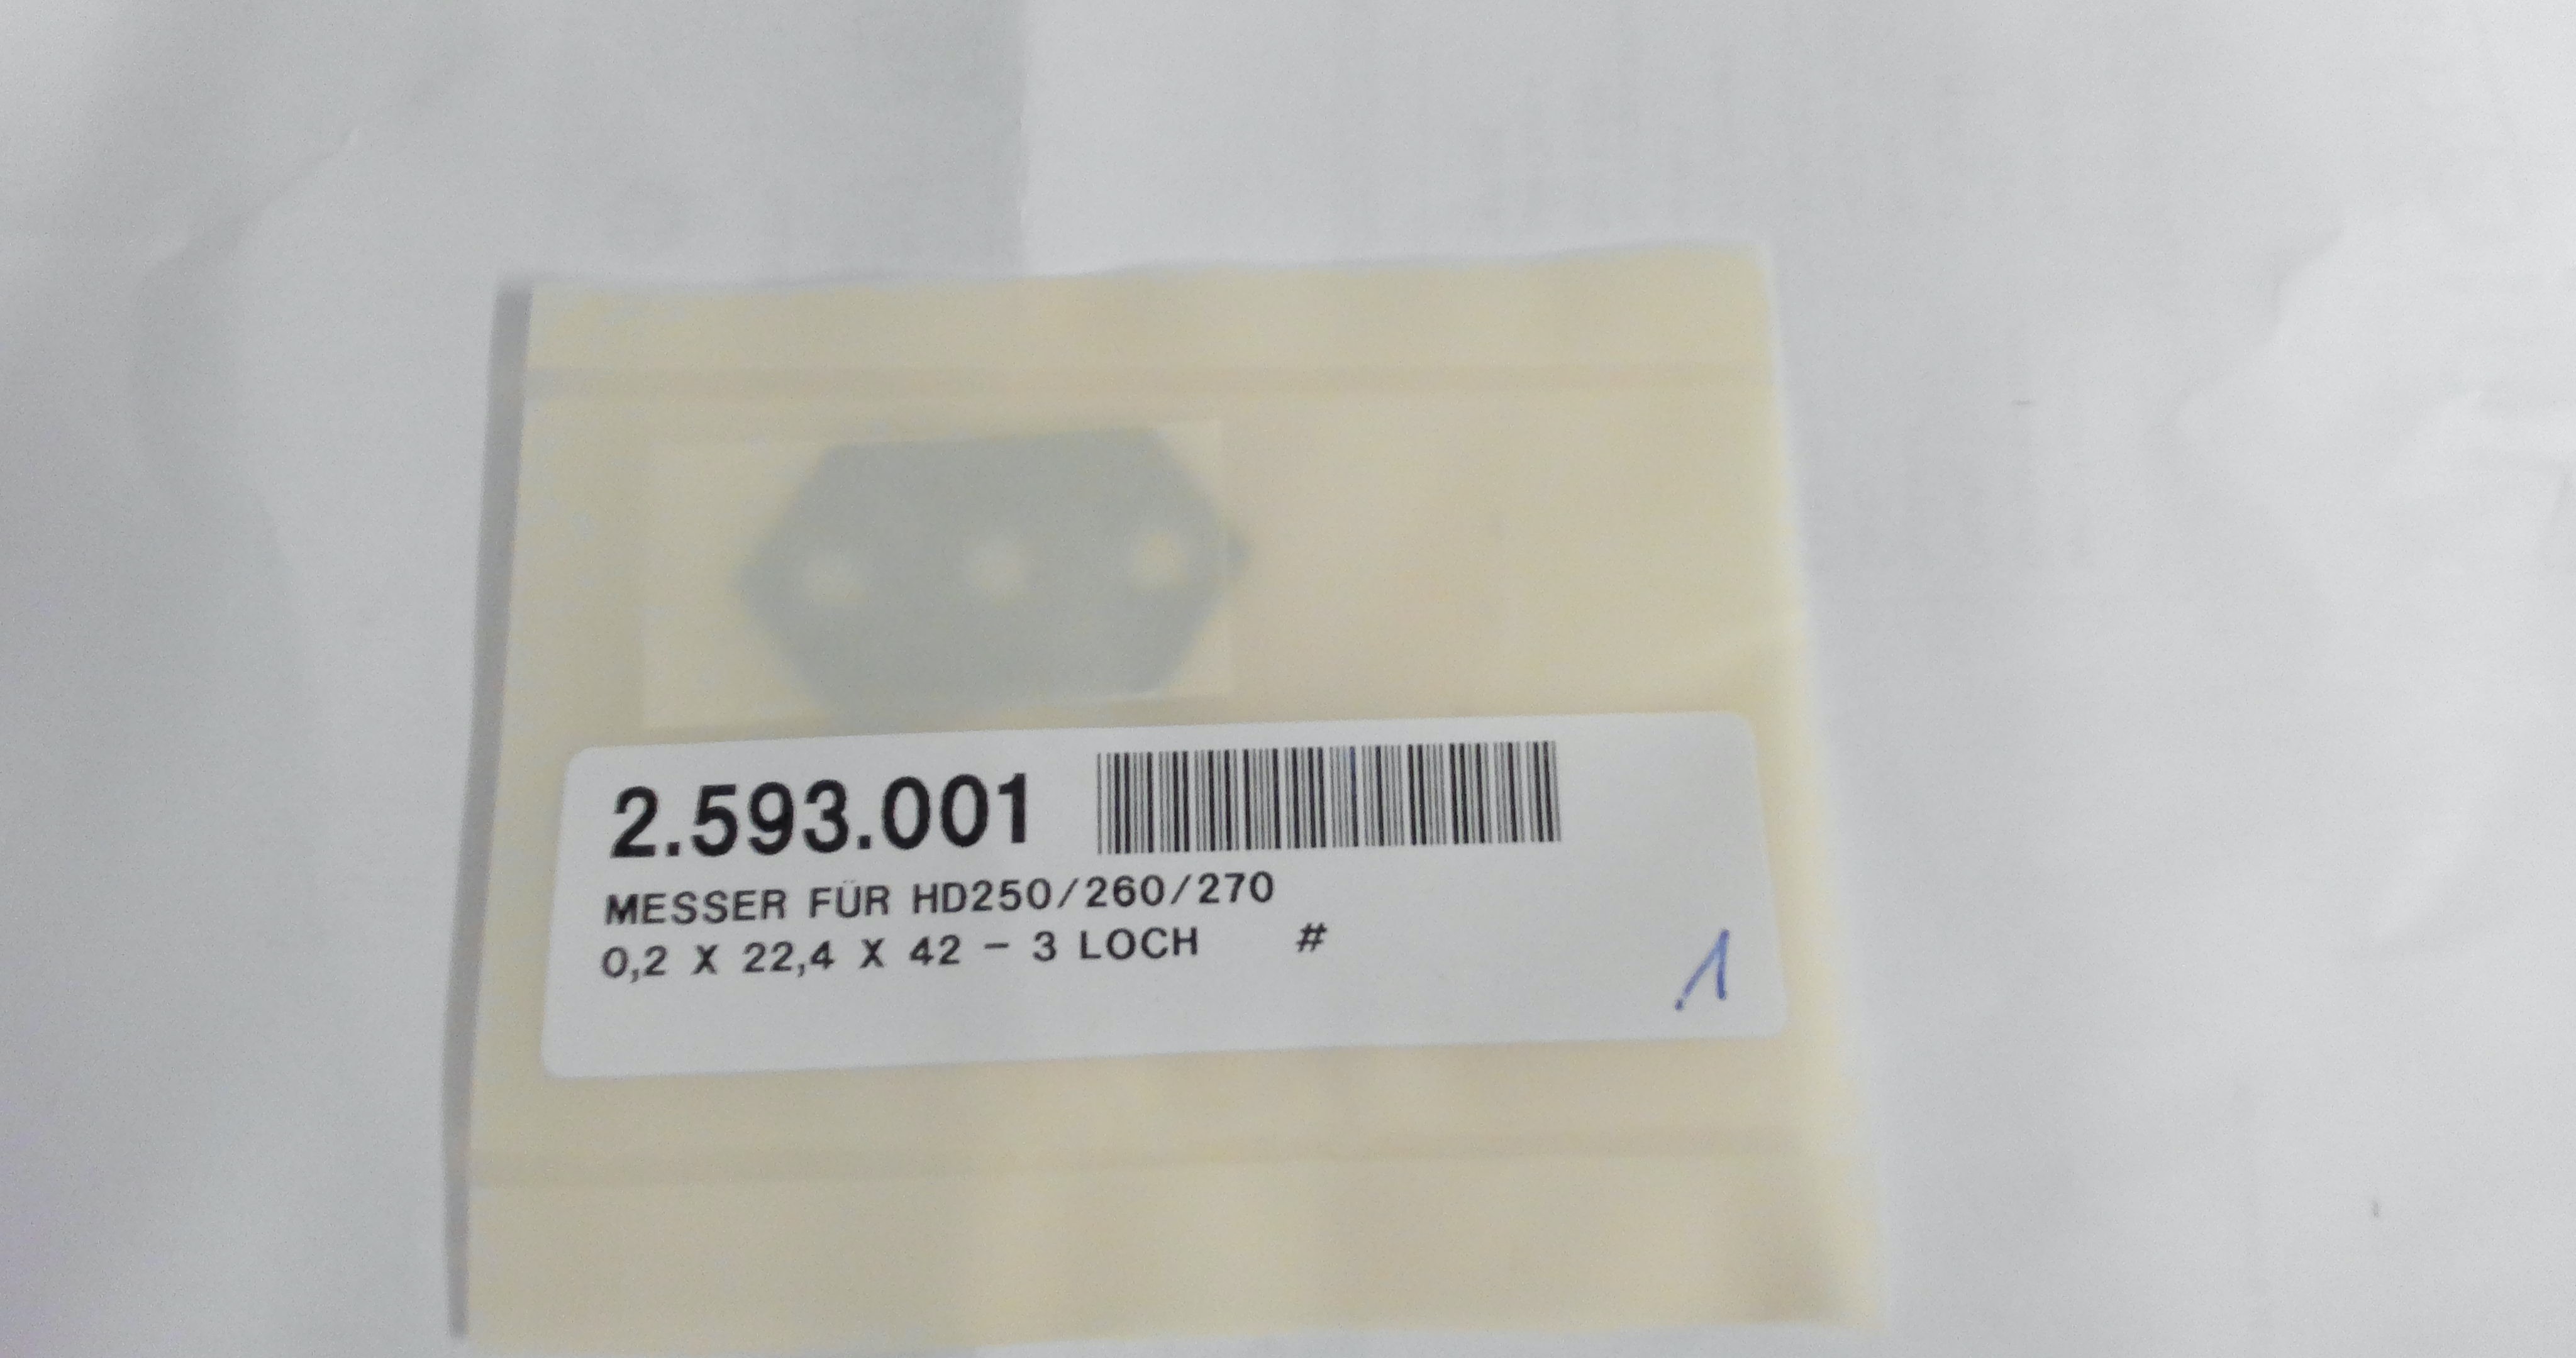 2.593.001
MESSER FÜR HD250/260/270
0,2 X 22,4 X 42 – 3 LOCH #
1